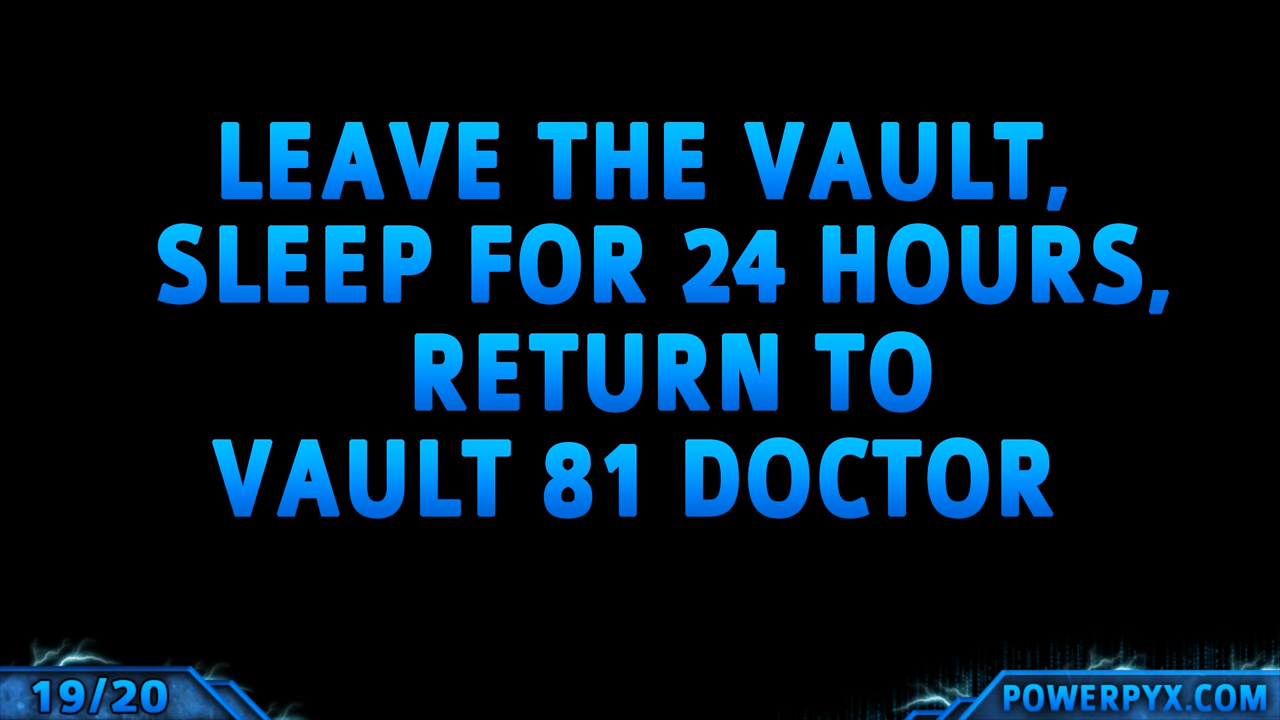 LEAVE THE VAULT,
SLEEP FOR 24 HOURS,
RETURN TO
VAULT 81 DOCTOR
19/20
POWERPYX.COM